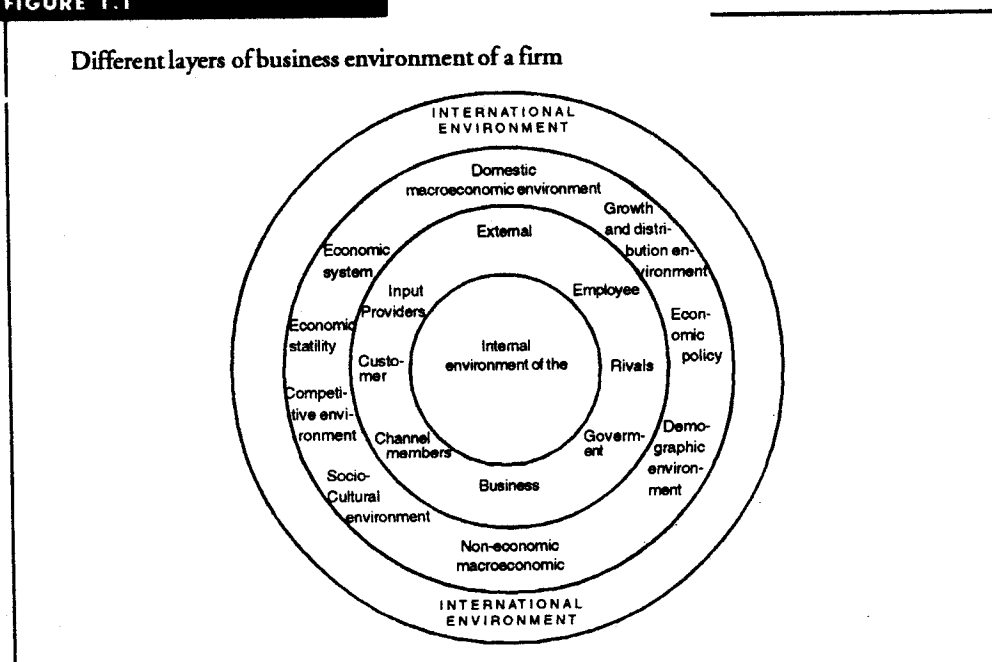 FIGURE 1.1
Different layers of business environment of a firm
INTERNATIONAL
ENVIRONMENT
Domestic
macroeconomic environment
Growth
and distri-
bution en-
vironment
External
Economic
system
Employee
Input
Providers
Econ-
omic
policy
Economic
statility
Internal
environment of the
Custo-
mer
Rivals
Competi-
tive envi-
ronment
Channel
members
Governm-
ent
Demo-
graphic
environ-
ment
Socio-
Cultural
environment
Business
Non-economic
macroeconomic
INTERNATIONAL
ENVIRONMENT